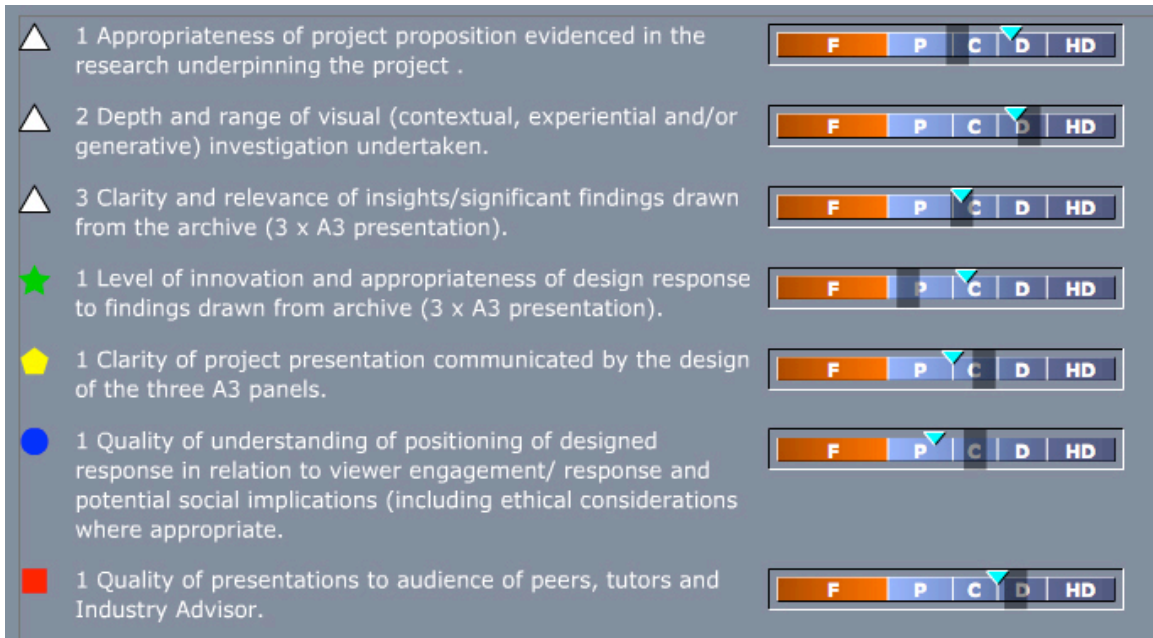 1 Appropriateness of project proposition evidenced in the
research underpinning the project .
F P C D HD
2 Depth and range of visual (contextual, experiential and/or
generative) investigation undertaken.
F P C D HD
3 Clarity and relevance of insights/significant findings drawn
from the archive (3 x A3 presentation).
F P C D HD
1 Level of innovation and appropriateness of design response
to findings drawn from archive (3 x A3 presentation).
F P C D HD
1 Clarity of project presentation communicated by the design
of the three A3 panels.
F P C D HD
1 Quality of understanding of positioning of designed
response in relation to viewer engagement/ response and
potential social implications (including ethical considerations
where appropriate.
F P C D HD
1 Quality of presentations to audience of peers, tutors and
Industry Advisor.
F P C D HD